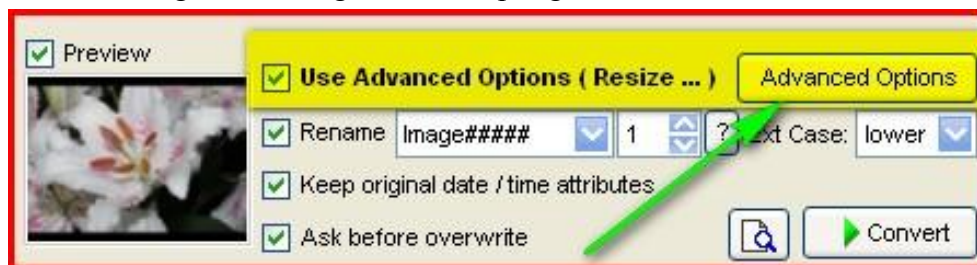 Preview
Use Advanced Options ( Resize ... ) Advanced Options
Rename Image##### 1 ? Ext Case: lower
Keep original date / time attributes
Ask before overwrite Convert